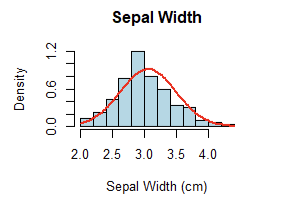 Sepal Width
Density
1.2
0.6
0.0
2.0 2.5 3.0 3.5 4.0
Sepal Width (cm)